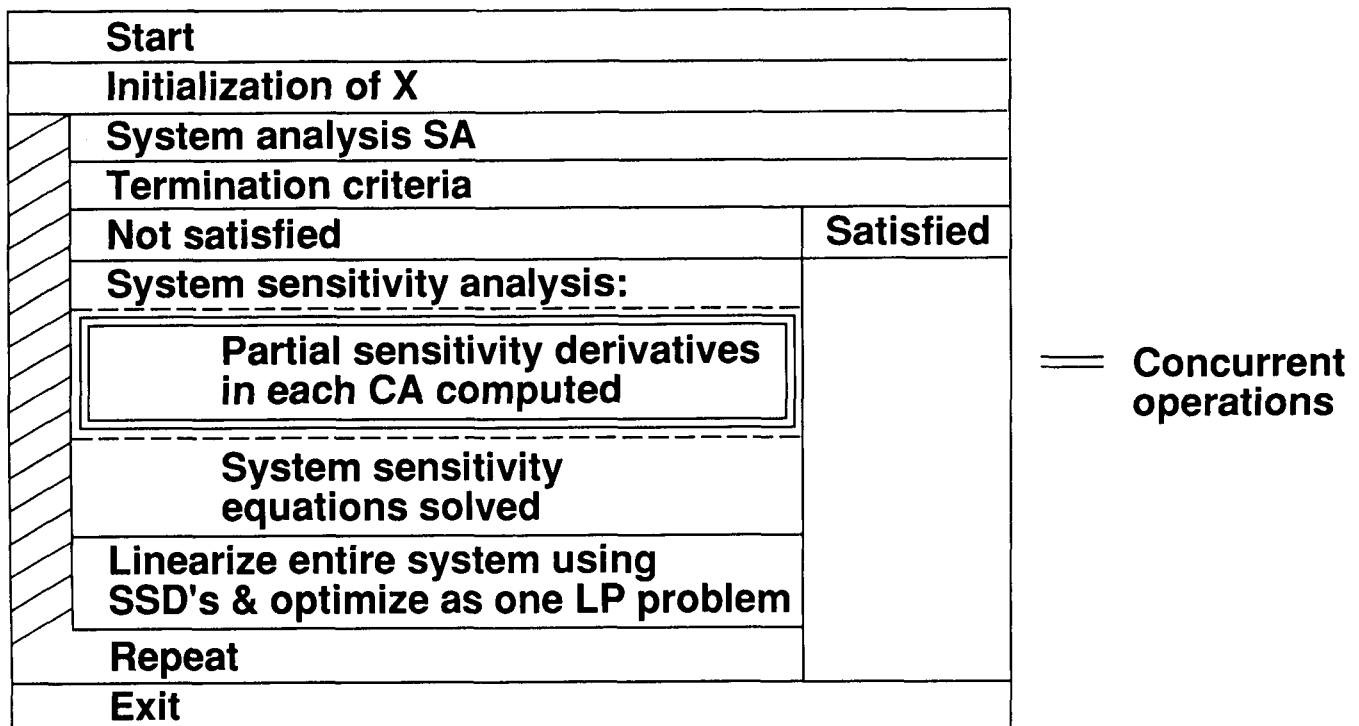 Start
Initialization of X
System analysis SA
Termination criteria
Not satisfied
Satisfied
System sensitivity analysis:
Partial sensitivity derivatives
in each CA computed
Concurrent
operations
System sensitivity
equations solved
Linearize entire system using
SSD's & optimize as one LP problem
Repeat
Exit